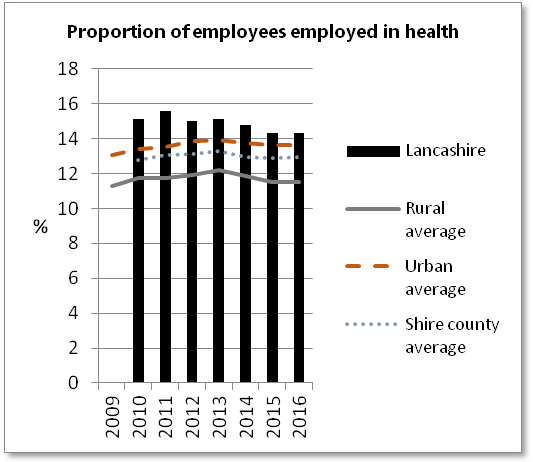 Proportion of employees employed in health
18
16
14
12
10
8
6
4
2
0
%
2009
2010
2011
2012
2013
2014
2015
2016
Lancashire
Rural
average
Urban
average
Shire county
average